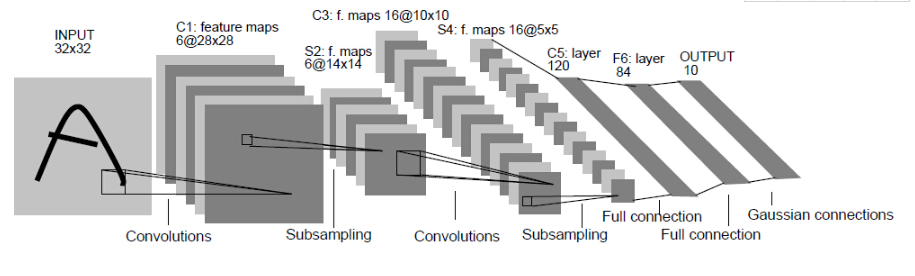 INPUT
32x32
C1: feature maps
6@28x28
S2: f. maps
6@14x14
C3: f. maps 16@10x10
S4: f. maps 16@5x5
C5: layer
120
F6: layer
84
OUTPUT
10
Convolutions
Subsampling
Convolutions
Subsampling
Full connection
Full connection
Gaussian connections